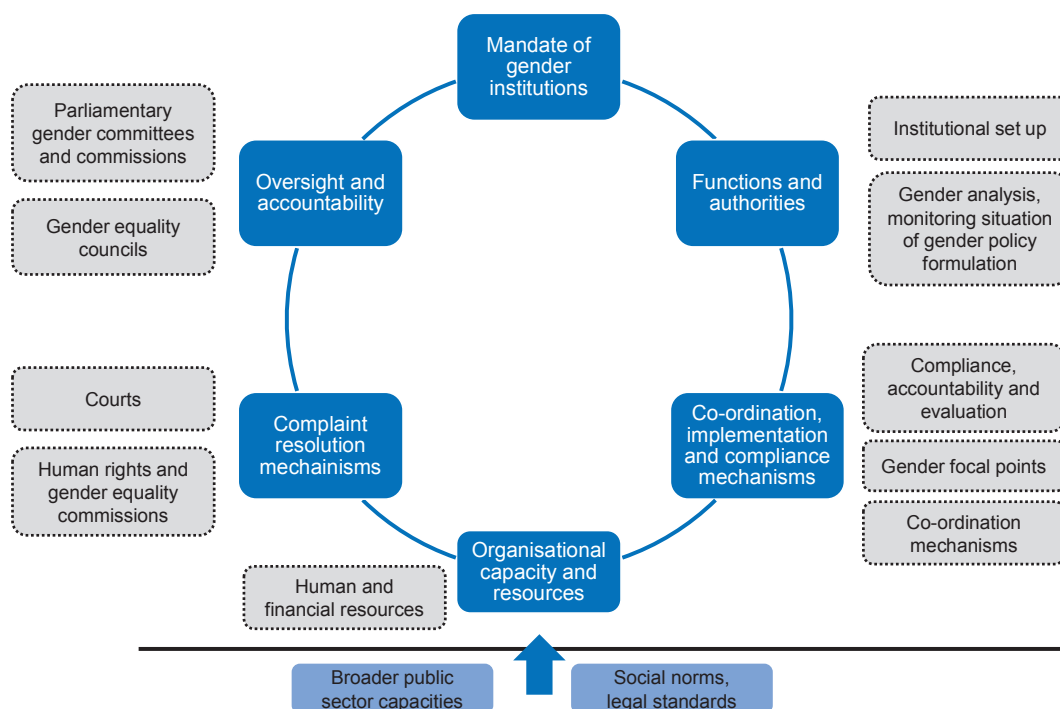 Mandate of
gender
institutions
Parliamentary
gender committees
and commissions
Gender equality
councils
Oversight and
accountability
Functions and
authorities
Institutional set up
Gender analysis,
monitoring situation
of gender policy
formulation
Courts
Human rights and
gender equality
commissions
Complaint
resolution
mechainisms
Co-ordination,
implementation
and compliance
mechanisms
Compliance,
accountability and
evaluation
Gender focal points
Co-ordination
mechanisms
Organisational
capacity and
resources
Human and
financial resources
Broader public
sector capacities
Social norms,
legal standards